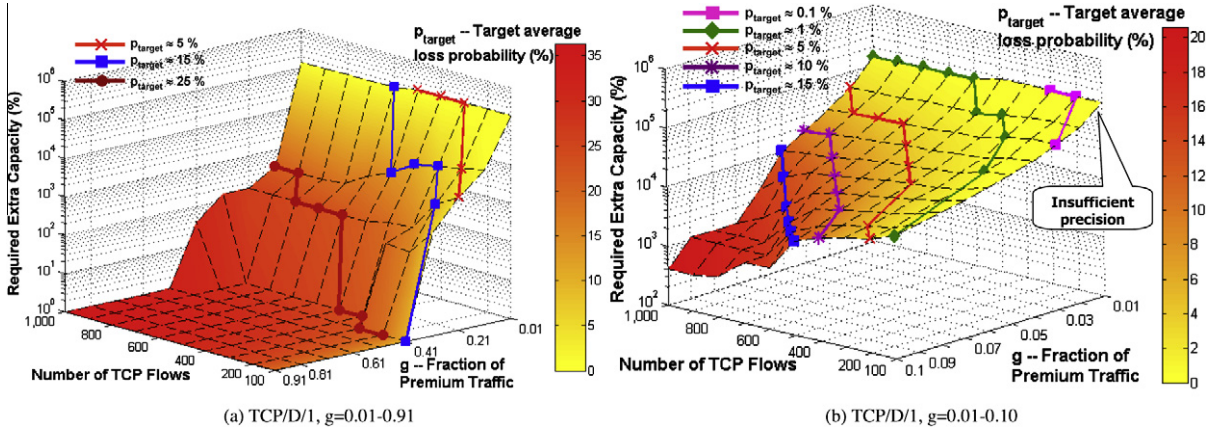 p_target ≈ 5 %
p_target ≈ 15 %
p_target ≈ 25 %
p_target -- Target average
loss probability (%)
Required Extra Capacity (%)
10^6
10^5
10^4
10^3
10^2
10^1
10^0
1,000
800
600
400
200
100
Number of TCP Flows
0.91
0.61
0.61
0.41
0.21
0.01
g -- Fraction of
Premium Traffic
35
30
25
20
15
10
5
0
(a) TCP/D/1, g=0.01-0.91
p_target ≈ 0.1 %
p_target ≈ 1 %
p_target ≈ 5 %
p_target ≈ 10 %
p_target ≈ 15 %
p_target -- Target average
loss probability (%)
Required Extra Capacity (%)
10^6
10^5
10^4
10^3
10^2
Insufficient
precision
800
600
400
200
100
Number of TCP Flows
0.1
0.09
0.07
0.05
0.03
0.01
g -- Fraction of
Premium Traffic
20
18
16
14
12
10
8
6
4
2
0
(b) TCP/D/1, g=0.01-0.10